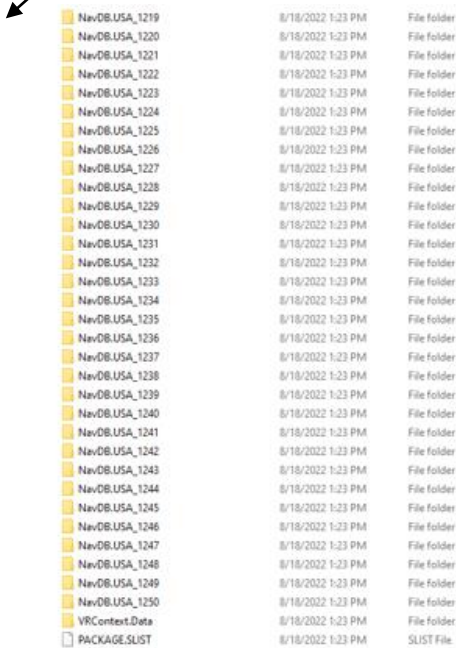 NavDB.USA_1219 8/18/2022 1:23 PM File folder
NavDB.USA_1220 8/18/2022 1:23 PM File folder
NavDB.USA_1221 8/18/2022 1:23 PM File folder
NavDB.USA_1222 8/18/2022 1:23 PM File folder
NavDB.USA_1223 8/18/2022 1:23 PM File folder
NavDB.USA_1224 8/18/2022 1:23 PM File folder
NavDB.USA_1225 8/18/2022 1:23 PM File folder
NavDB.USA_1226 8/18/2022 1:23 PM File folder
NavDB.USA_1227 8/18/2022 1:23 PM File folder
NavDB.USA_1228 8/18/2022 1:23 PM File folder
NavDB.USA_1229 8/18/2022 1:23 PM File folder
NavDB.USA_1230 8/18/2022 1:23 PM File folder
NavDB.USA_1231 8/18/2022 1:23 PM File folder
NavDB.USA_1232 8/18/2022 1:23 PM File folder
NavDB.USA_1233 8/18/2022 1:23 PM File folder
NavDB.USA_1234 8/18/2022 1:23 PM File folder
NavDB.USA_1235 8/18/2022 1:23 PM File folder
NavDB.USA_1236 8/18/2022 1:23 PM File folder
NavDB.USA_1237 8/18/2022 1:23 PM File folder
NavDB.USA_1238 8/18/2022 1:23 PM File folder
NavDB.USA_1239 8/18/2022 1:23 PM File folder
NavDB.USA_1240 8/18/2022 1:23 PM File folder
NavDB.USA_1241 8/18/2022 1:23 PM File folder
NavDB.USA_1242 8/18/2022 1:23 PM File folder
NavDB.USA_1243 8/18/2022 1:23 PM File folder
NavDB.USA_1244 8/18/2022 1:23 PM File folder
NavDB.USA_1245 8/18/2022 1:23 PM File folder
NavDB.USA_1246 8/18/2022 1:23 PM File folder
NavDB.USA_1247 8/18/2022 1:23 PM File folder
NavDB.USA_1248 8/18/2022 1:23 PM File folder
NavDB.USA_1249 8/18/2022 1:23 PM File folder
NavDB.USA_1250 8/18/2022 1:23 PM File folder
VRContext.Data 8/18/2022 1:23 PM File folder
PACKAGE.SLIST 8/18/2022 1:23 PM SLIST File